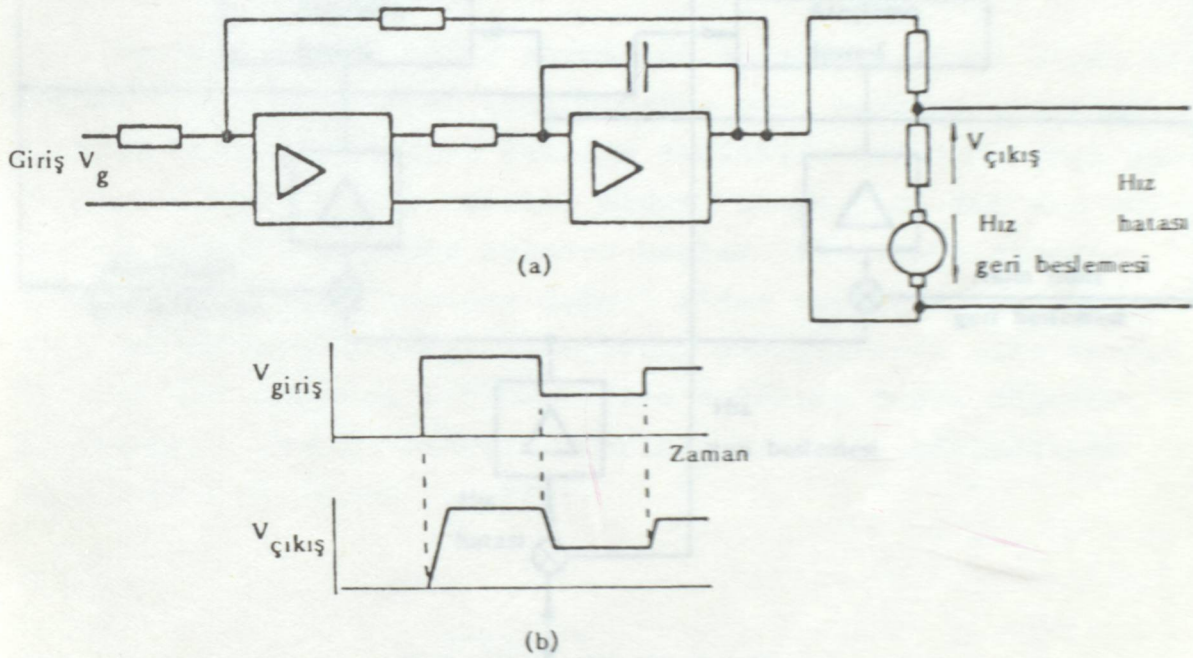 Giriş V_g
V_çıkış
Hız
geri beslemesi
Hız
hatası
(a)
V_giriş
Zaman
V_çıkış
(b)